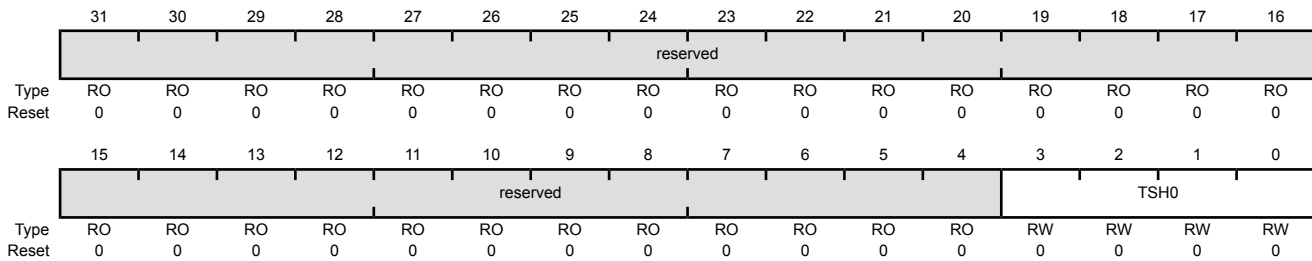 31 30 29 28 27 26 25 24 23 22 21 20 19 18 17 16
reserved
Type RO RO RO RO RO RO RO RO RO RO RO RO RO RO RO RO
Reset 0 0 0 0 0 0 0 0 0 0 0 0 0 0 0 0
15 14 13 12 11 10 9 8 7 6 5 4 3 2 1 0
reserved TSH0
Type RO RO RO RO RO RO RO RO RO RO RO RO RW RW RW RW
Reset 0 0 0 0 0 0 0 0 0 0 0 0 0 0 0 0